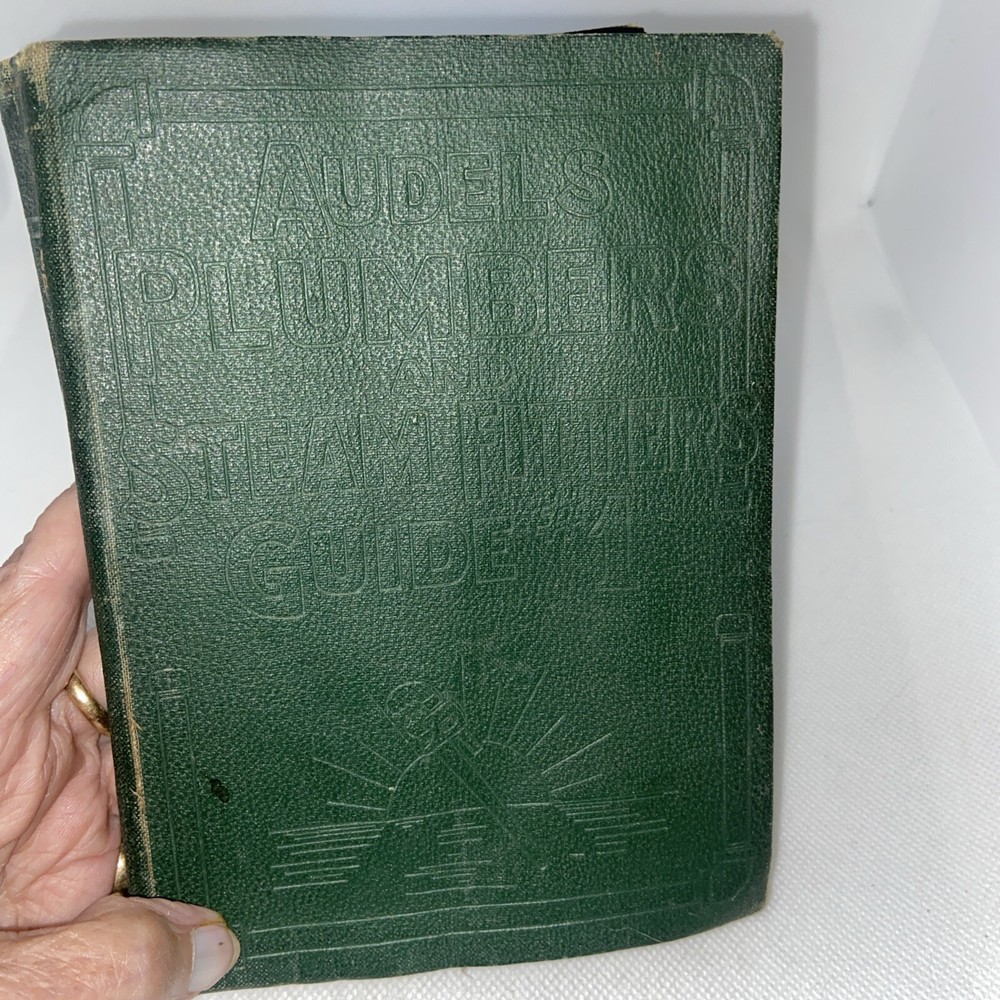 AUDELS
PLUMBERS
AND
STEAM FITTERS
GUIDE #1